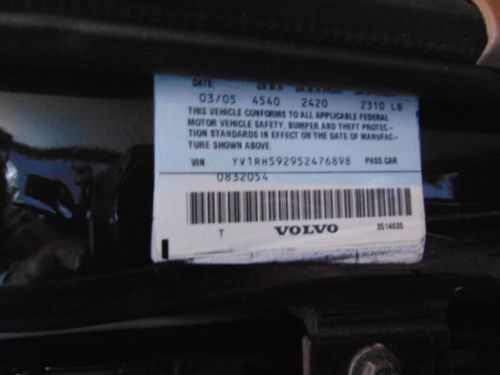 DATE:
03/05 4540 2420 2310 LB
THIS VEHICLE CONFORMS TO ALL APPLICABLE FEDERAL
MOTOR VEHICLE SAFETY, BUMPER AND THEFT PROTEC-
TION STANDARDS IN EFFECT ON THE DATE OF MANUFAC-
TURE SHOWN ABOVE.
VIN YV1RH592952476898 PASS.CAR
0832054
T VOLVO 3514635